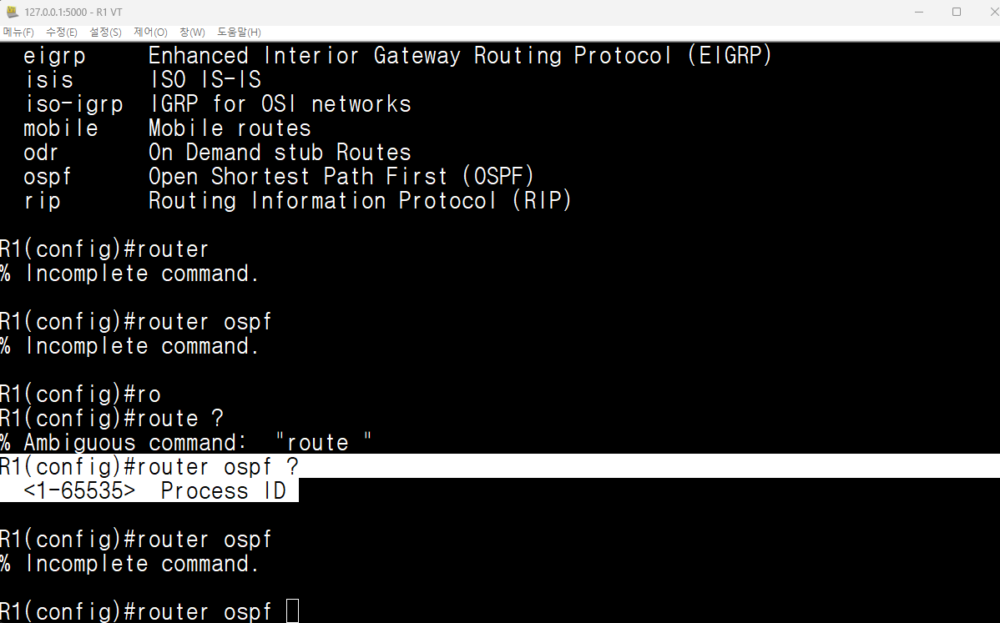 127.0.0.1:5000 - R1 VT
메뉴(F) 수정(E) 설정(S) 제어(O) 창(W) 도움말(H)
eigrp Enhanced Interior Gateway Routing Protocol (EIGRP)
isis ISO IS-IS
iso-igrp IGRP for OSI networks
mobile Mobile routes
odr On Demand stub Routes
ospf Open Shortest Path First (OSPF)
rip Routing Information Protocol (RIP)
R1(config)#router
% Incomplete command.
R1(config)#router ospf
% Incomplete command.
R1(config)#ro
R1(config)#route ?
% Ambiguous command:  "route "
R1(config)#router ospf ?
<1-65535> Process ID
R1(config)#router ospf
% Incomplete command.
R1(config)#router ospf